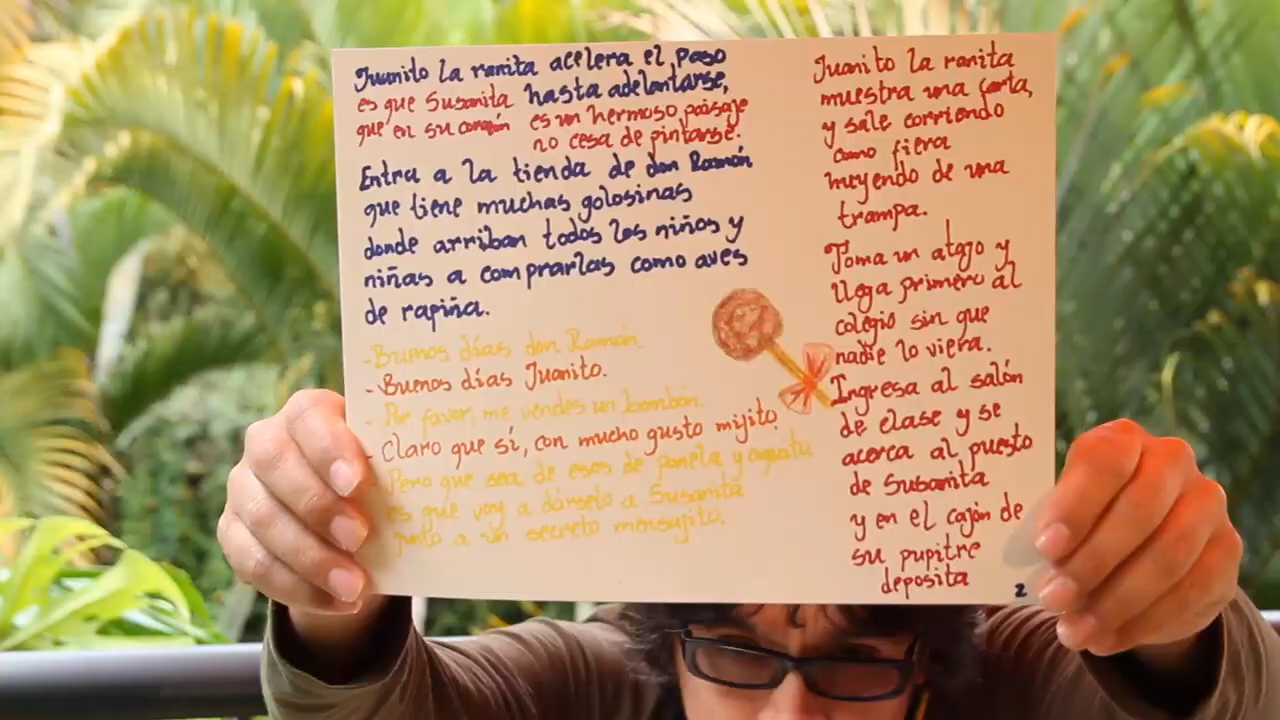 Juanito la ranita acelera el paso
hasta adelantarse,
es que Susanita es un hermoso paisaje
que en su corazón no cesa de pintarse.
Entra a la tienda de don Ramón
que tiene muchas golosinas
donde arriban todos los niños y
niñas a comprarlas como aves
de rapiña.
-Buenos días don Ramón.
-Buenos días Juanito.
-Por favor, me vendes un bombón.
-Claro que sí, con mucho gusto mijito.
-Pero que sea de esos de panela y
es que voy a dárselo a Susanita
junto a un secreto mensajito.
Juanito la ranita
muestra una carta,
y sale corriendo
como fiera
huyendo de una
trampa.
Toma un atajo y
llega primero al
colegio sin que
nadie lo viera.
Ingresa al salón
de clase y se
acerca al puesto
de Susanita
y en el cajón de
su pupitre
deposita
2